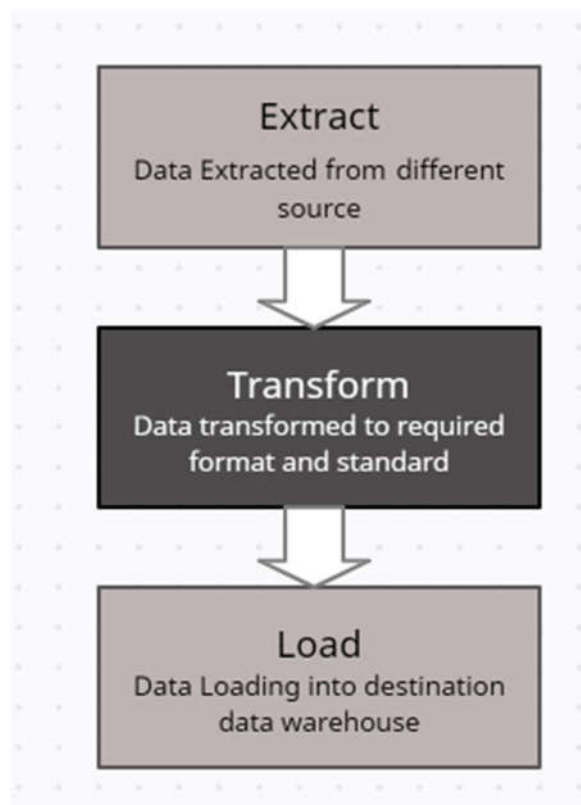 Extract
Data Extracted from different
source
Transform
Data transformed to required
format and standard
Load
Data Loading into destination
data warehouse